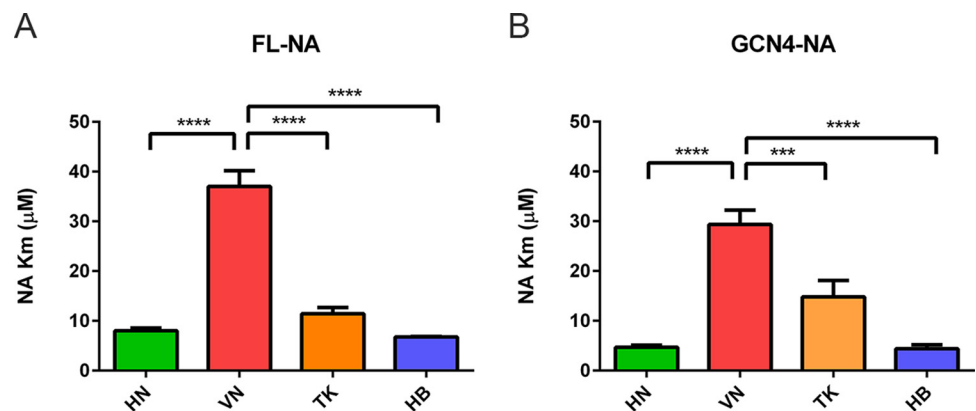 A
FL-NA
NA Km (μM)
50
40
30
20
10
0
****
****
****
HN
VN
TK
HB
B
GCN4-NA
NA Km (μM)
50
40
30
20
10
0
****
***
****
HN
VN
TK
HB